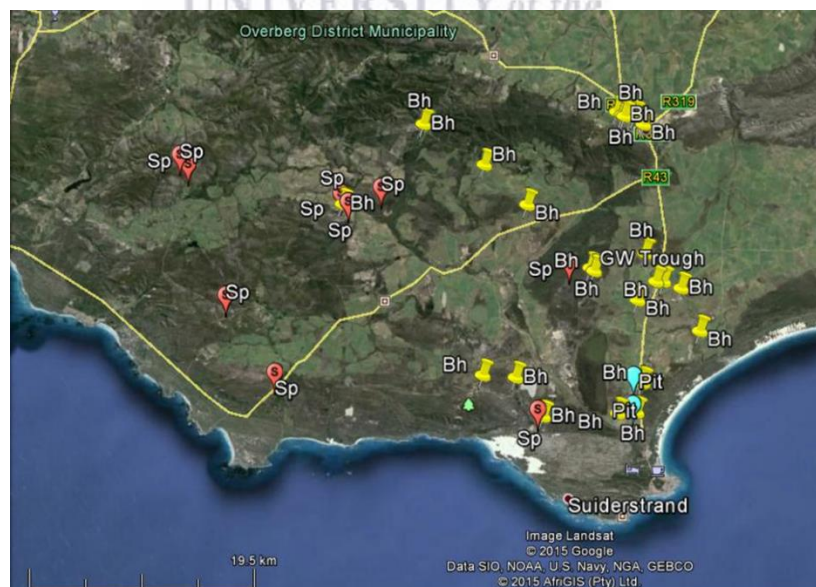 UNIVERSITY of the
Overberg District Municipality
Bh
Bh
Bh
Bh
R319
Bh
Bh
Bh
Bh
Sp
Sp
Bh
R43
Sp
Sp
Sp
Bh
Bh
Sp
Bh
Sp
Bh
GW Trough
Bh
Bh
Bh
Sp
Bh
Bh
Bh
Bh
Pit
Sp
Bh
Bh
Pit
Sp
Bh
Suiderstrand
Image Landsat
© 2015 Google
Data SIO, NOAA, U.S. Navy, NGA, GEBCO
© 2015 AfriGIS (Pty) Ltd.
19.5 km